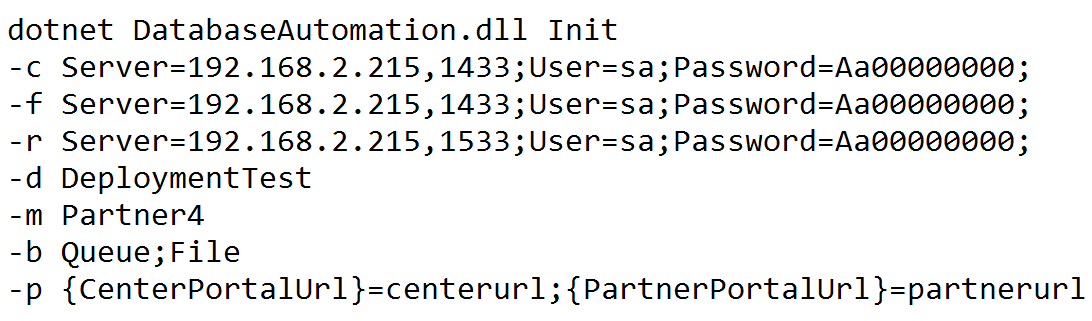 dotnet DatabaseAutomation.dll Init
-c Server=192.168.2.215,1433;User=sa;Password=Aa00000000;
-f Server=192.168.2.215,1433;User=sa;Password=Aa00000000;
-r Server=192.168.2.215,1533;User=sa;Password=Aa00000000;
-d DeploymentTest
-m Partner4
-b Queue;File
-p {CenterPortalUrl}=centerurl;{PartnerPortalUrl}=partnerurl